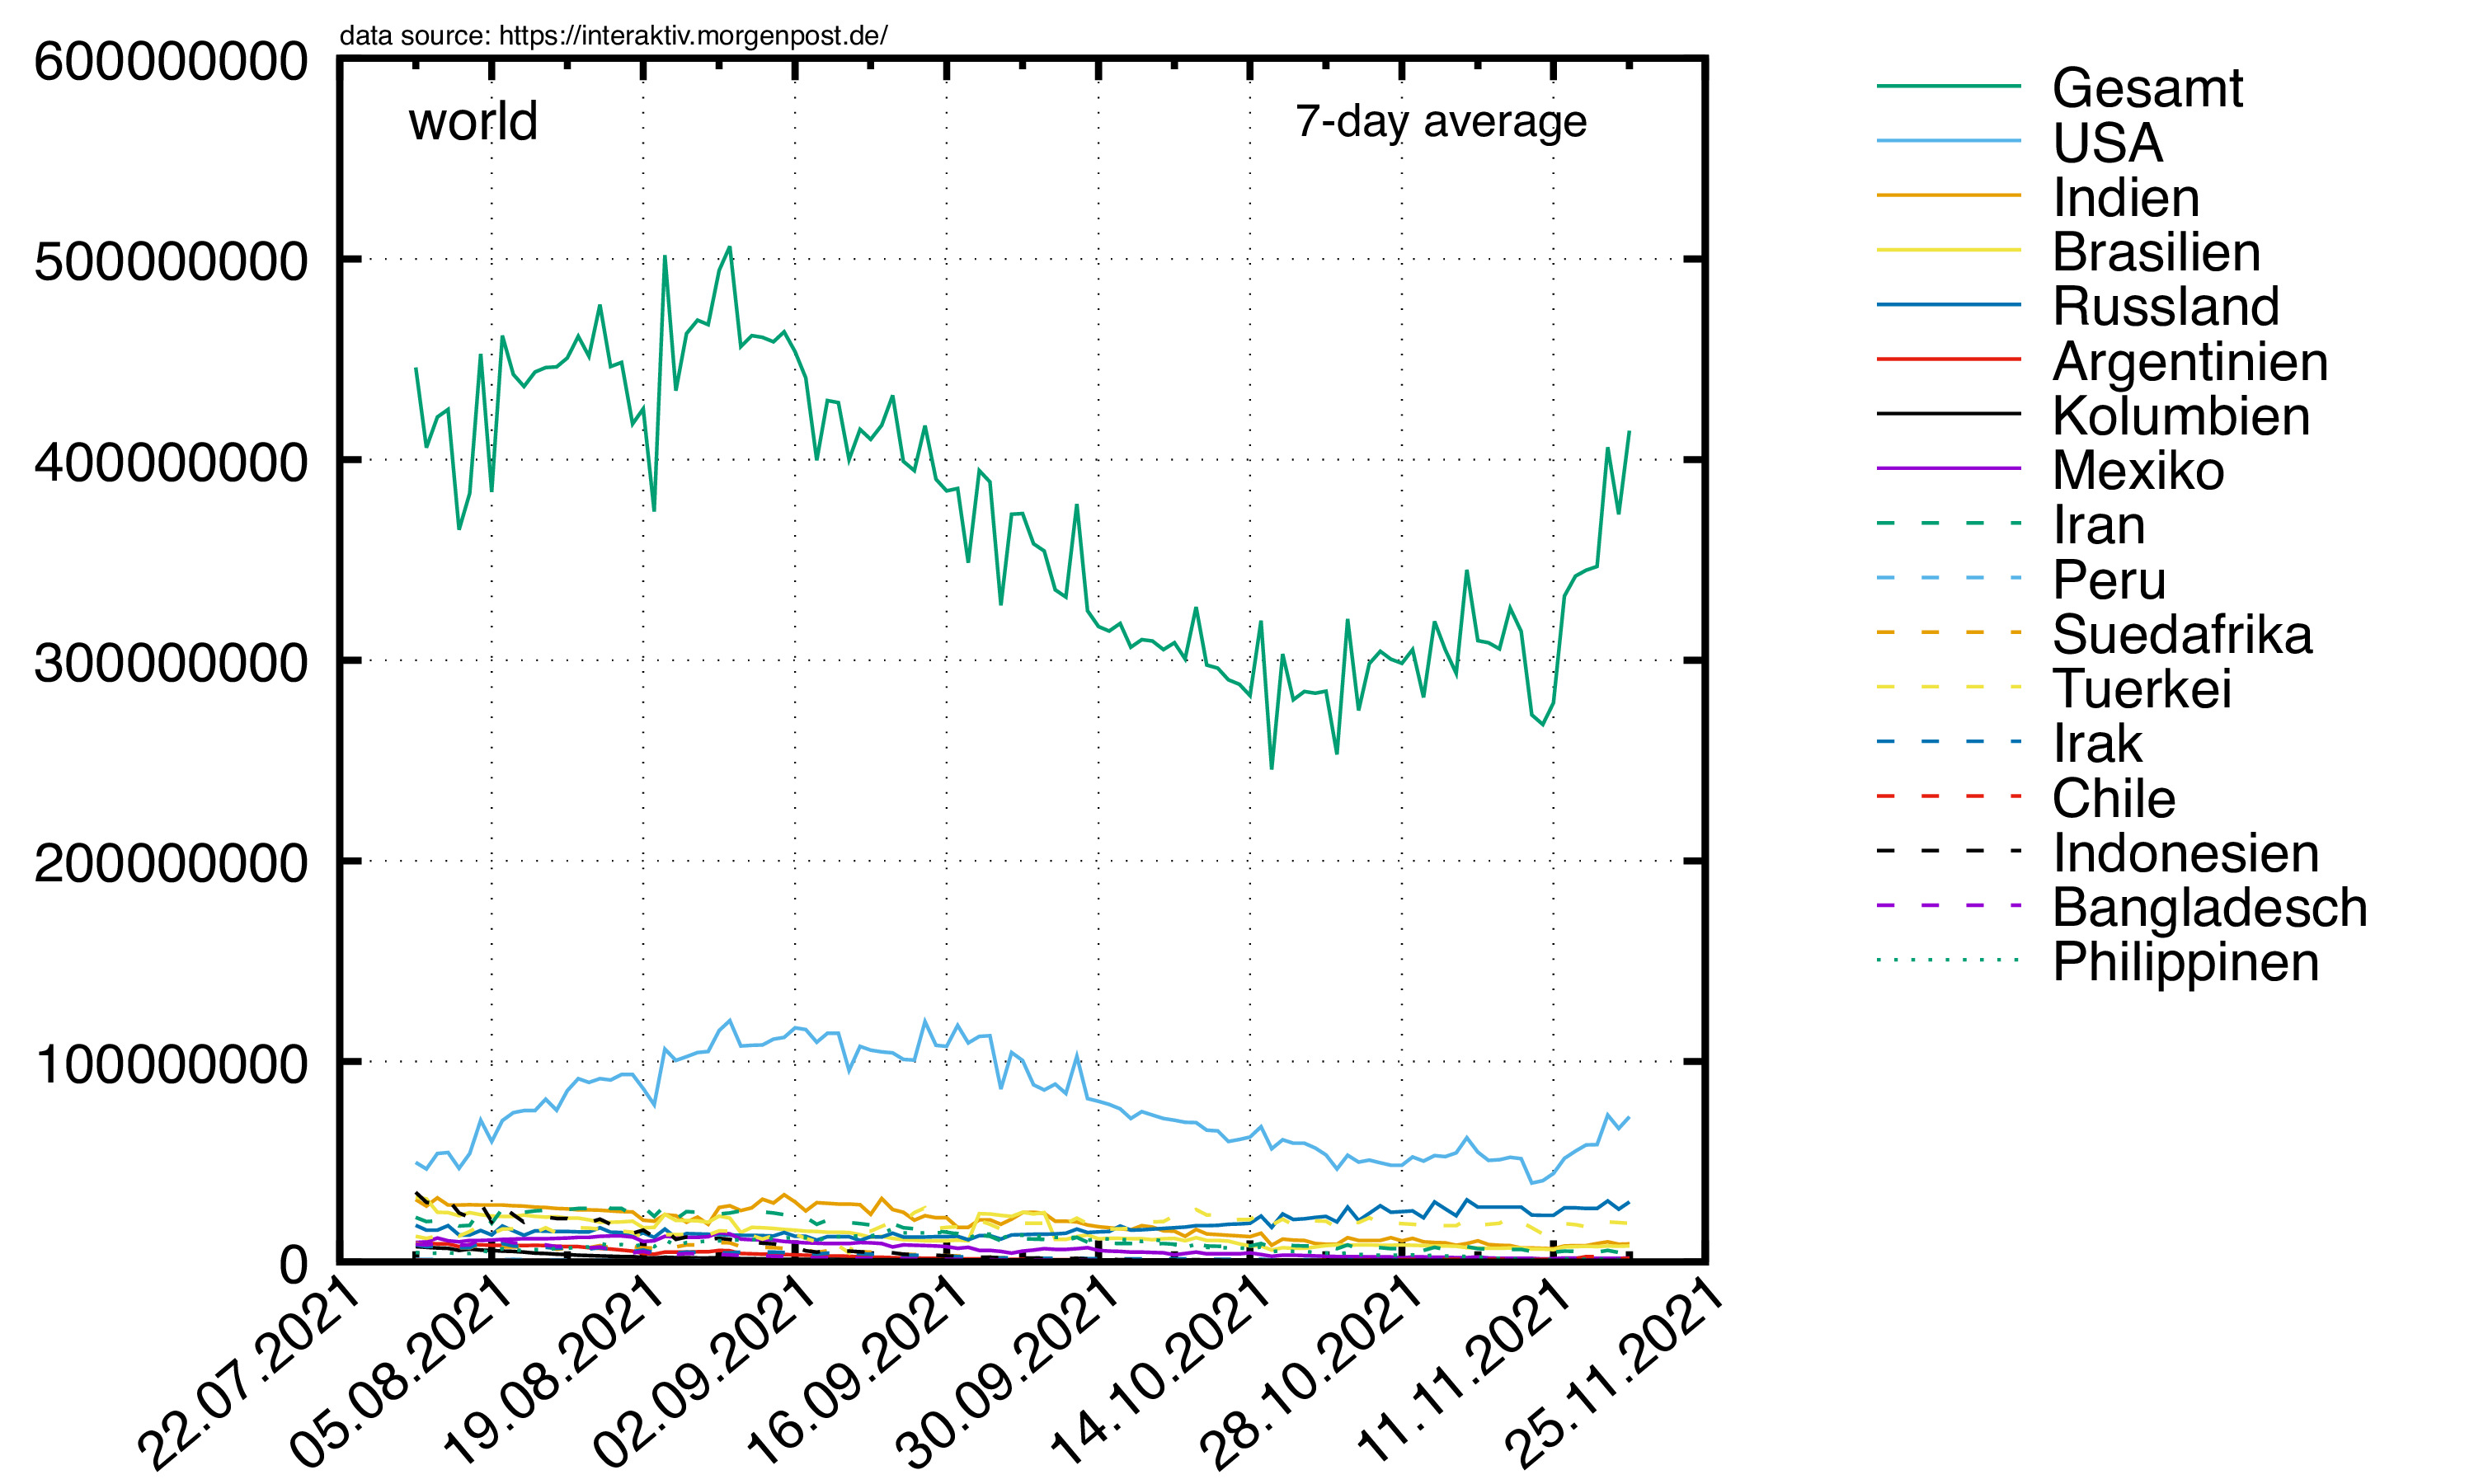 data source: https://interaktiv.morgenpost.de/
world
7-day average
600000000
500000000
400000000
300000000
200000000
100000000
0
22.07.2021
05.08.2021
19.08.2021
02.09.2021
16.09.2021
30.09.2021
14.10.2021
28.10.2021
11.11.2021
25.11.2021
Gesamt
USA
Indien
Brasilien
Russland
Argentinien
Kolumbien
Mexiko
Iran
Peru
Suedafrika
Tuerkei
Irak
Chile
Indonesien
Bangladesch
Philippinen